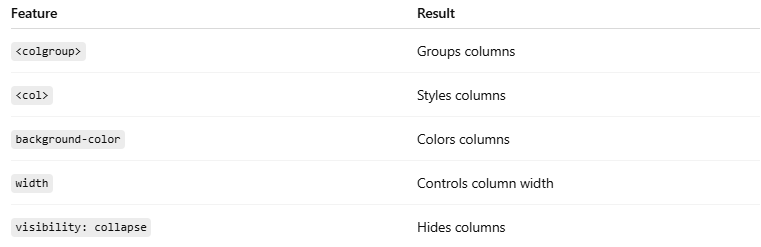 Feature Result
<colgroup> Groups columns
<col> Styles columns
background-color Colors columns
width Controls column width
visibility: collapse Hides columns